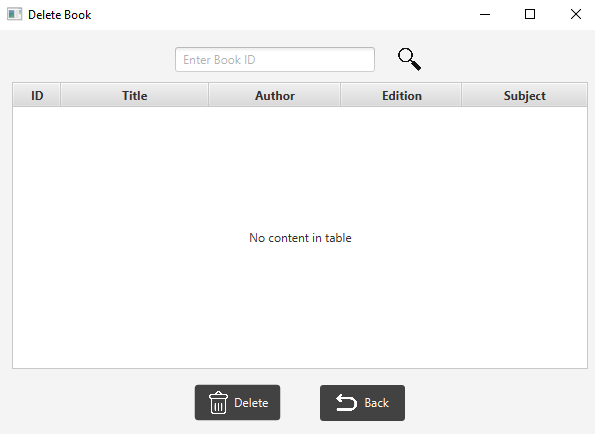 Delete Book
Enter Book ID
ID Title Author Edition Subject
No content in table
Delete Back